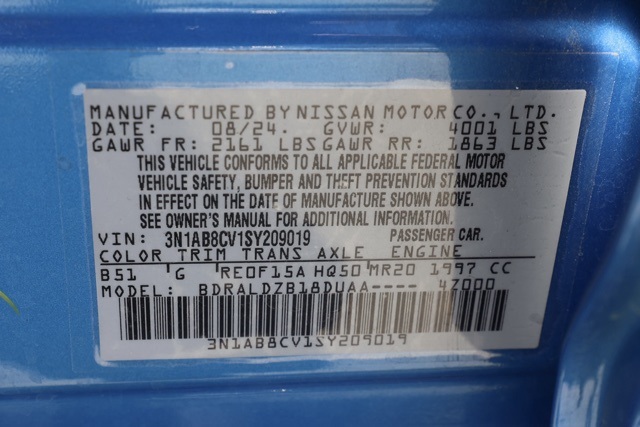 MANUFACTURED BY NISSAN MOTOR CO., LTD.
DATE: 08/24. GVWR: 4001 LBS
GAWR FR: 2161 LBS GAWR RR: 1863 LBS
THIS VEHICLE CONFORMS TO ALL APPLICABLE FEDERAL MOTOR
VEHICLE SAFETY, BUMPER AND THEFT PREVENTION STANDARDS
IN EFFECT ON THE DATE OF MANUFACTURE SHOWN ABOVE.
SEE OWNER'S MANUAL FOR ADDITIONAL INFORMATION.
VIN: 3N1AB8CV1SY209019 PASSENGER CAR.
COLOR TRIM TRANS AXLE ENGINE
B51 'G RE0F15A HQ50 MR20 1997 CC
MODEL: BDRALDZB18DUAA---- 4Z000
3N1AB8CV1SY209019